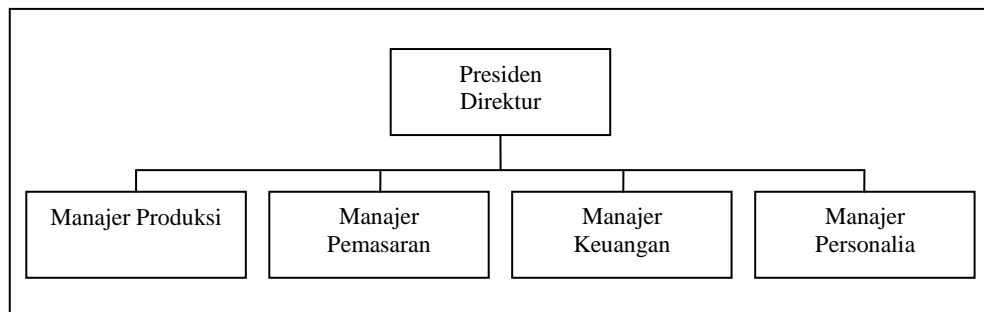 Presiden
Direktur
Manajer Produksi
Manajer
Pemasaran
Manajer
Keuangan
Manajer
Personalia